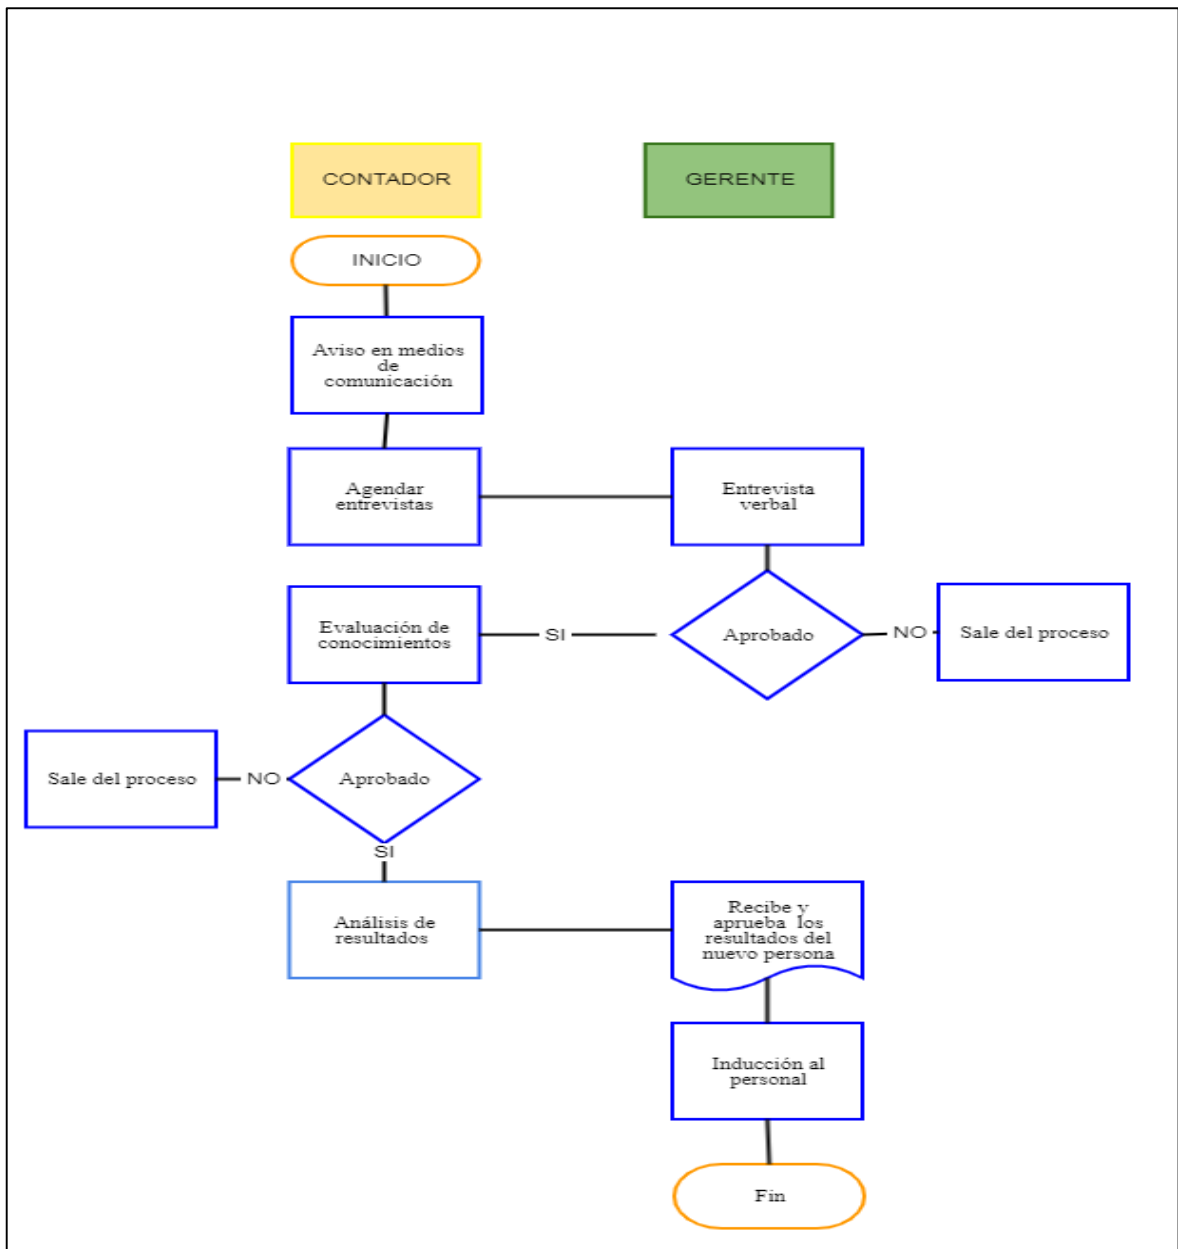 CONTADOR
GERENTE
INICIO
Aviso en medios
de
comunicación
Agendar
entrevistas
Entrevista
verbal
Evaluación de
conocimientos
SI
Aprobado
NO
Sale del proceso
Sale del proceso
NO
Aprobado
SI
Análisis de
resultados
Recibe y
aprueba los
resultados del
nuevo persona
Inducción al
personal
Fin